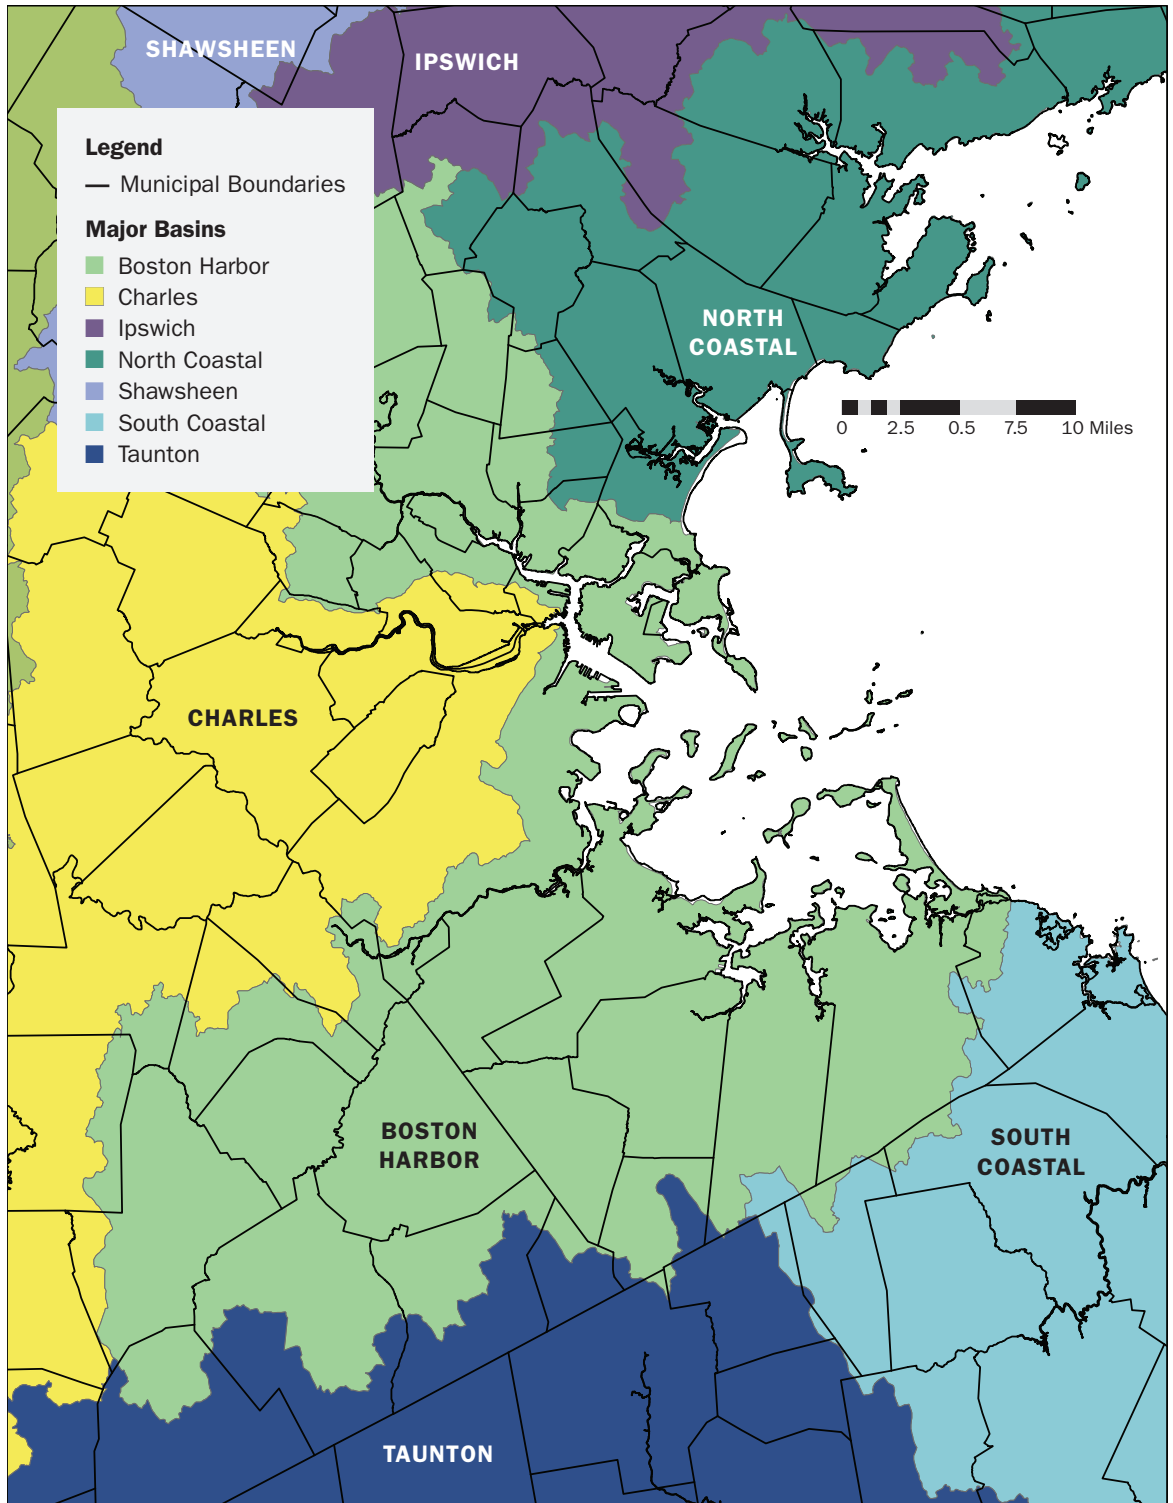 SHAWSHEEN
IPSWICH
Legend
Municipal Boundaries
Major Basins
Boston Harbor
Charles
Ipswich
North Coastal
Shawsheen
South Coastal
Taunton
NORTH
COASTAL
0 2.5 0.5 7.5 10 Miles
CHARLES
BOSTON
HARBOR
SOUTH
COASTAL
TAUNTON